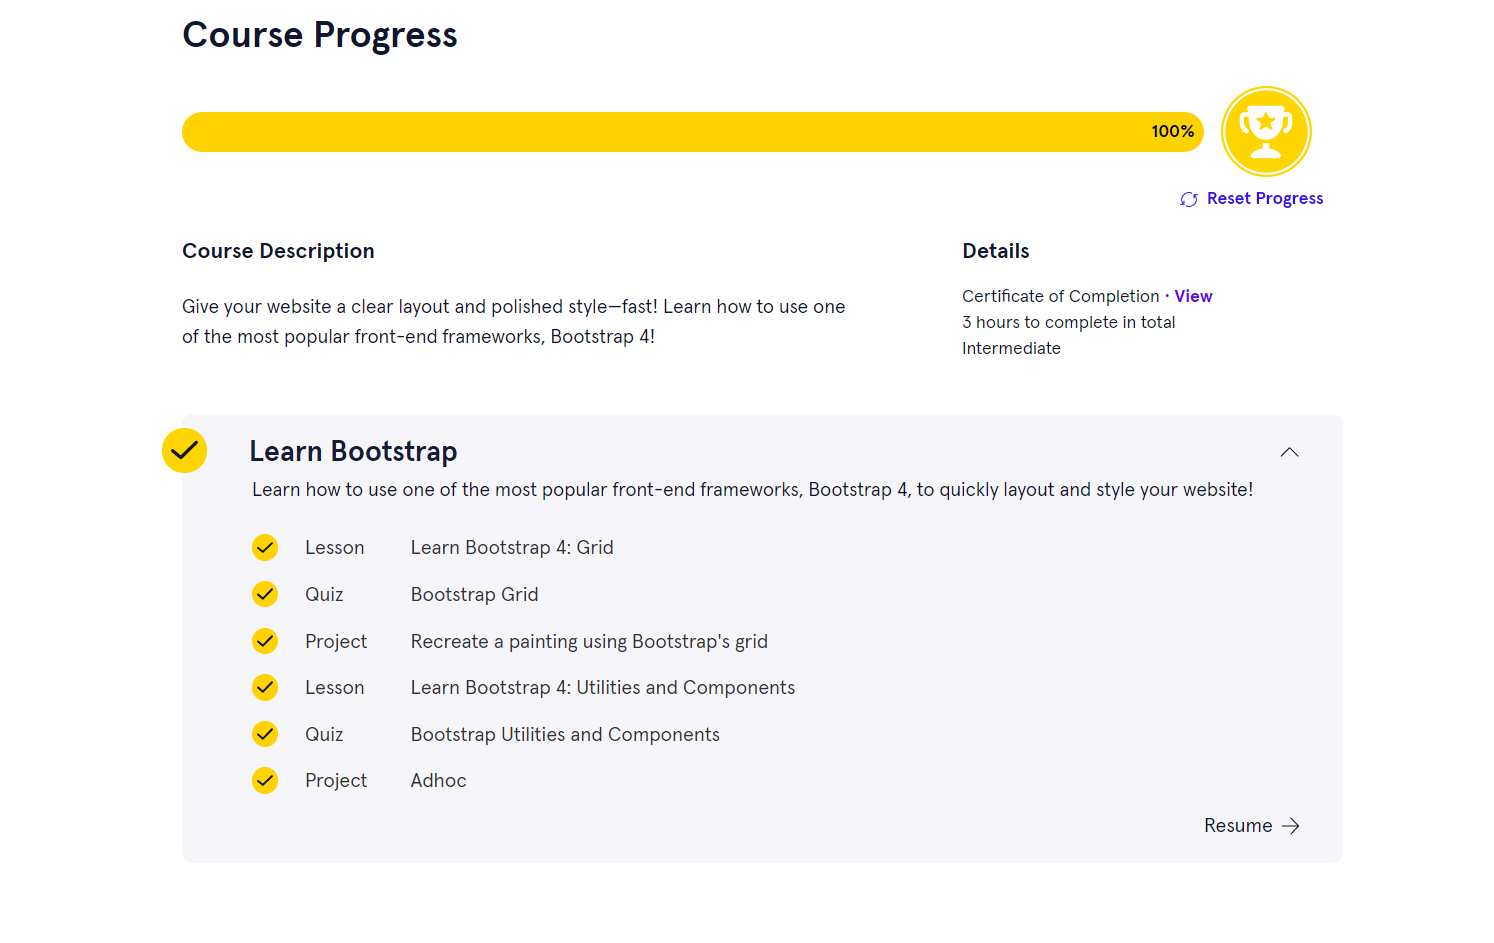 Course Progress
100%
Reset Progress
Course Description
Give your website a clear layout and polished style—fast! Learn how to use one
of the most popular front-end frameworks, Bootstrap 4!
Details
Certificate of Completion · View
3 hours to complete in total
Intermediate
Learn Bootstrap
Learn how to use one of the most popular front-end frameworks, Bootstrap 4, to quickly layout and style your website!
Lesson Learn Bootstrap 4: Grid
Quiz Bootstrap Grid
Project Recreate a painting using Bootstrap's grid
Lesson Learn Bootstrap 4: Utilities and Components
Quiz Bootstrap Utilities and Components
Project Adhoc
Resume